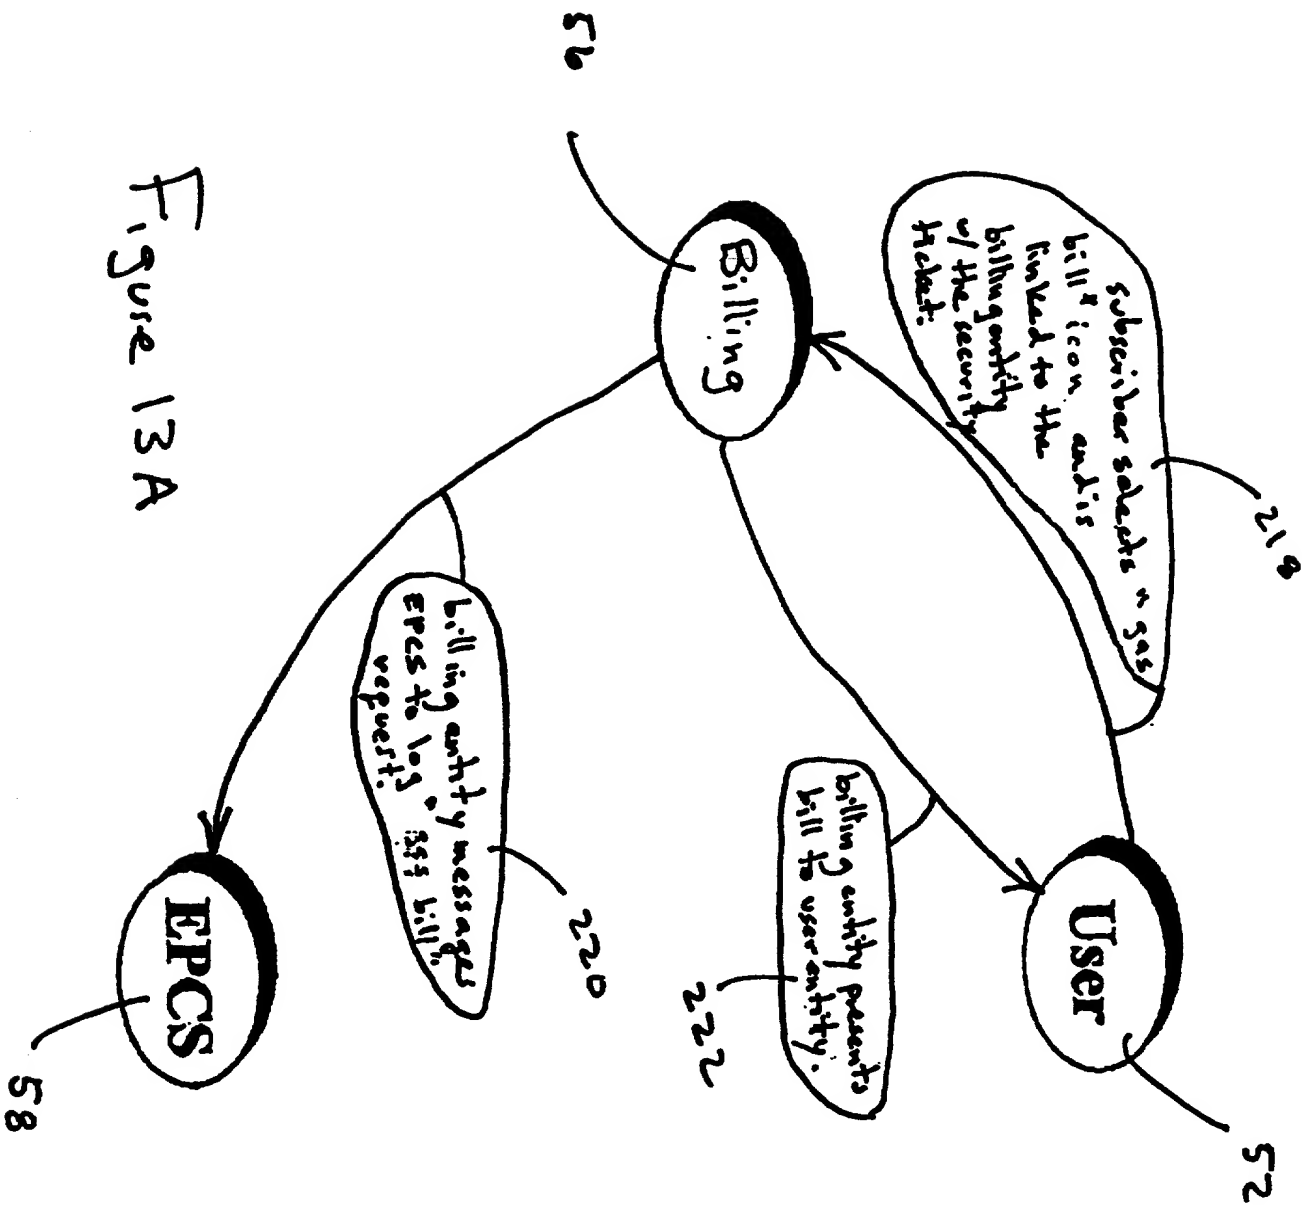 218
subscriber selects "gas
bill" icon and is
linked to the
billing entity
w/ the security
ticket.
52
User
billing entity presents
bill to user entity.
222
56
Billing
220
billing entity messages
EPCS to log "
bill"
request.
EPCS
58
Figure 13A